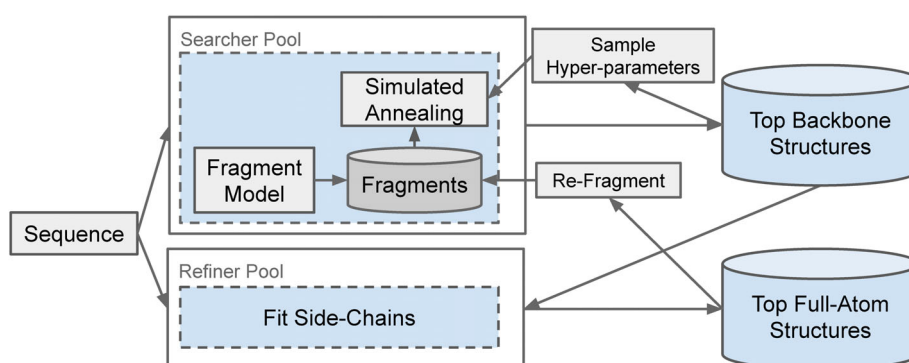 Searcher Pool
Sample
Hyper-parameters
Simulated
Annealing
Top Backbone
Structures
Fragment
Model
Fragments
Re-Fragment
Sequence
Refiner Pool
Fit Side-Chains
Top Full-Atom
Structures